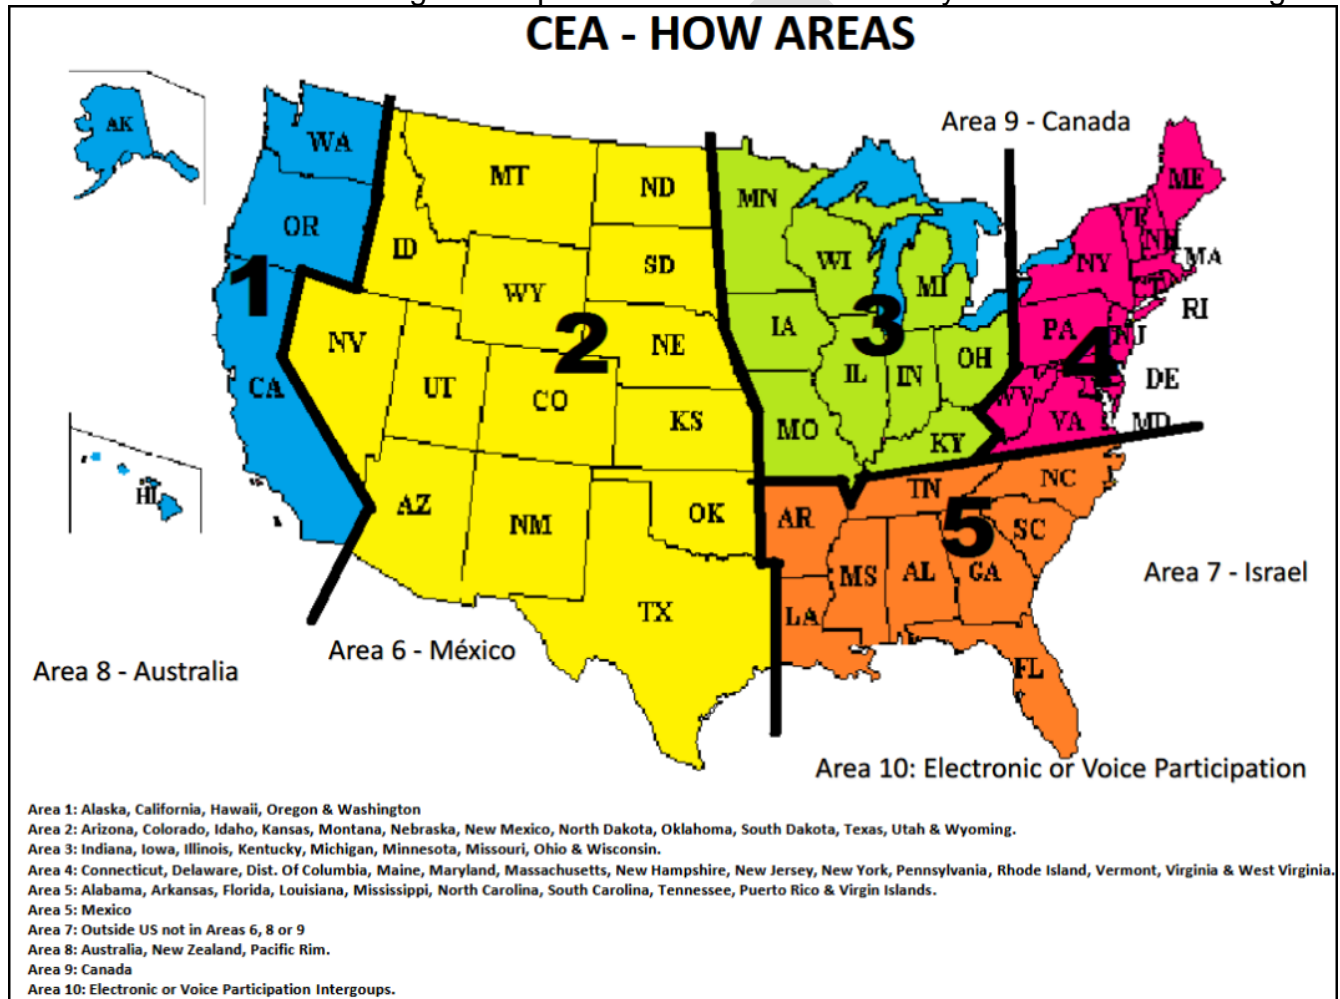 CEA - HOW AREAS
Area 9 - Canada
AK
WA
MT
ND
MN
ME
OR
ID
SD
WI
MI
NY
VR
NH
MA
WY
CT
RI
1
2
3
4
NV
NE
IA
PA
NJ
OH
CA
UT
CO
KS
IL
IN
WV
DE
MO
KY
VA
MD
HI
AZ
NM
OK
AR
TN
NC
5
SC
TX
MS
AL
GA
LA
FL
Area 7 - Israel
Area 6 - México
Area 8 - Australia
Area 10: Electronic or Voice Participation
Area 1: Alaska, California, Hawaii, Oregon & Washington
Area 2: Arizona, Colorado, Idaho, Kansas, Montana, Nebraska, New Mexico, North Dakota, Oklahoma, South Dakota, Texas, Utah & Wyoming.
Area 3: Indiana, Iowa, Illinois, Kentucky, Michigan, Minnesota, Missouri, Ohio & Wisconsin.
Area 4: Connecticut, Delaware, Dist. Of Columbia, Maine, Maryland, Massachusetts, New Hampshire, New Jersey, New York, Pennsylvania, Rhode Island, Vermont, Virginia & West Virginia.
Area 5: Alabama, Arkansas, Florida, Louisiana, Mississippi, North Carolina, South Carolina, Tennessee, Puerto Rico & Virgin Islands.
Area 5: Mexico
Area 7: Outside US not in Areas 6, 8 or 9
Area 8: Australia, New Zealand, Pacific Rim.
Area 9: Canada
Area 10: Electronic or Voice Participation Intergoups.